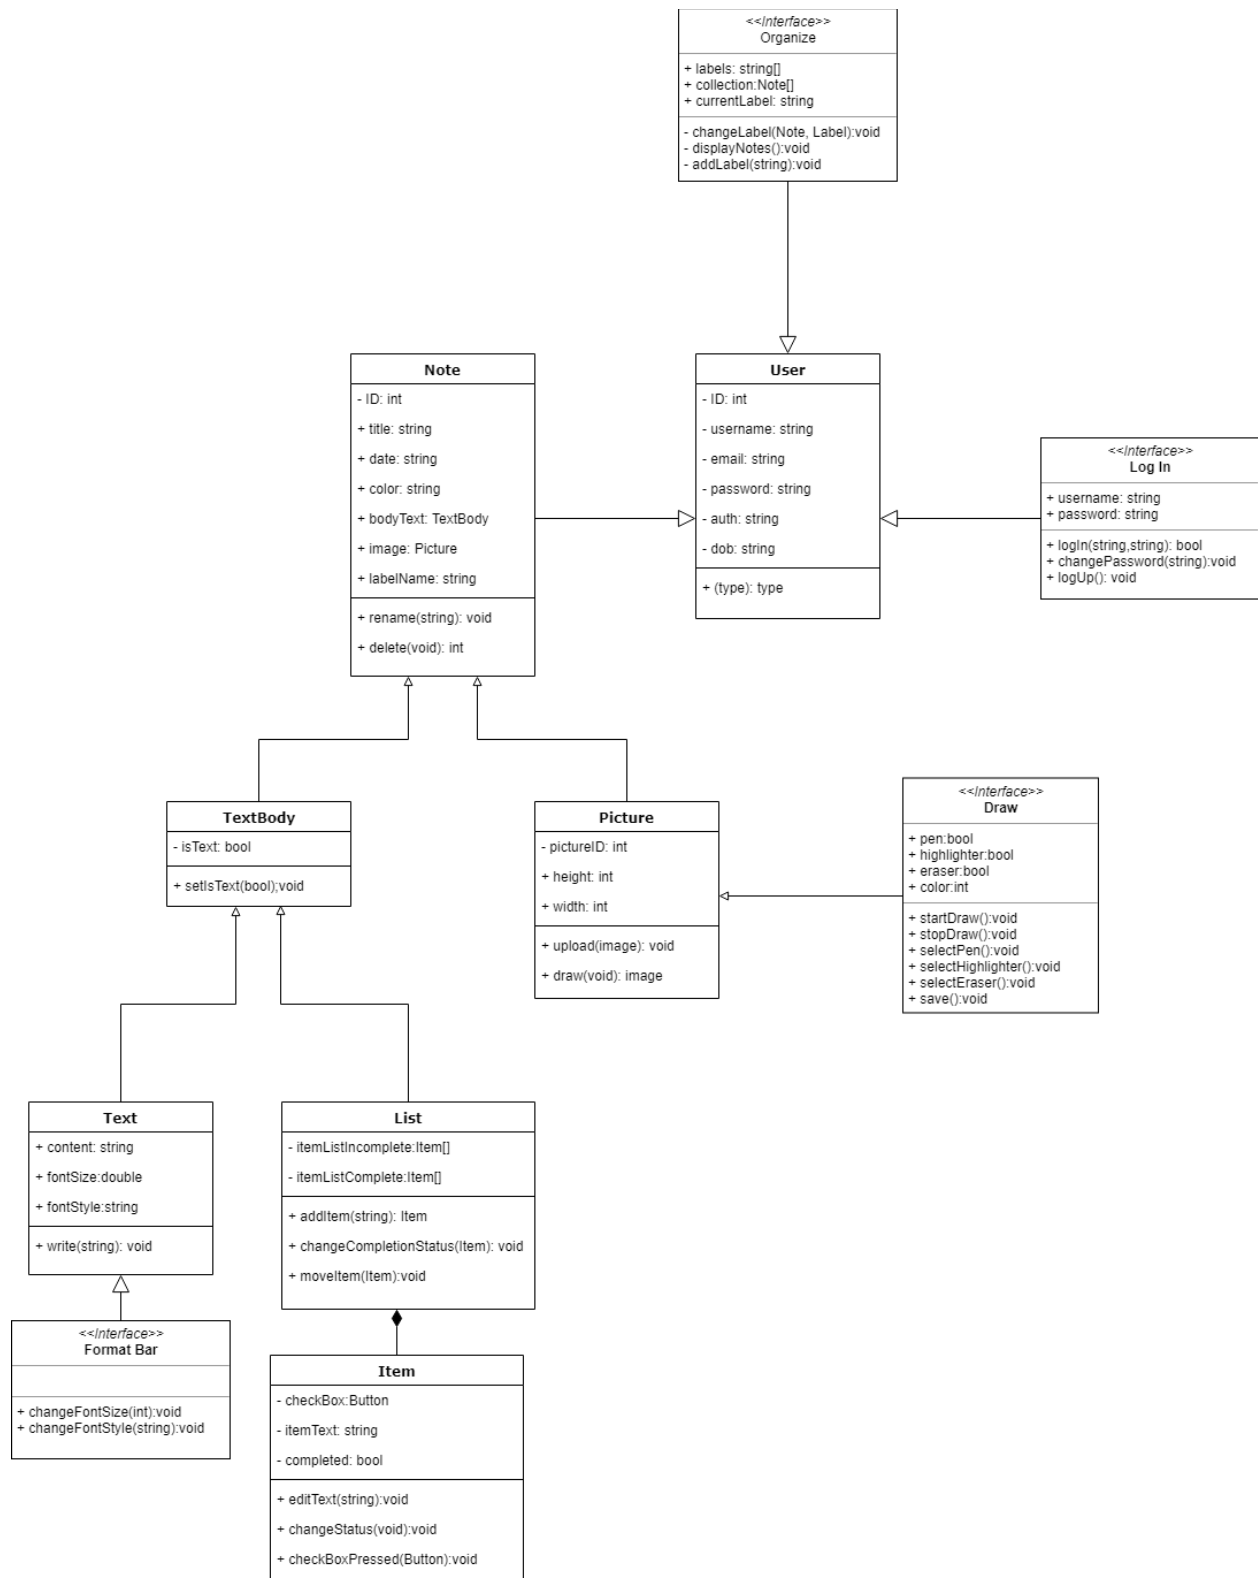 <<Interface>>
Organize
+ labels: string[]
+ collection:Note[]
+ currentLabel: string
- changeLabel(Note, Label):void
- displayNotes():void
- addLabel(string):void
Note
- ID: int
+ title: string
+ date: string
+ color: string
+ bodyText: TextBody
+ image: Picture
+ labelName: string
+ rename(string): void
+ delete(void): int
User
- ID: int
- username: string
- email: string
- password: string
- auth: string
- dob: string
+ (type): type
<<Interface>>
Log In
+ username: string
+ password: string
+ logIn(string,string): bool
+ changePassword(string):void
+ logUp(): void
TextBody
- isText: bool
+ setIsText(bool);void
Picture
- pictureID: int
+ height: int
+ width: int
+ upload(image): void
+ draw(void): image
<<Interface>>
Draw
+ pen:bool
+ highlighter:bool
+ eraser:bool
+ color:int
+ startDraw():void
+ stopDraw():void
+ selectPen():void
+ selectHighlighter():void
+ selectEraser():void
+ save():void
Text
+ content: string
+ fontSize:double
+ fontStyle:string
+ write(string): void
List
- itemListIncomplete:Item[]
- itemListComplete:Item[]
+ addItem(string): Item
+ changeCompletionStatus(Item): void
+ moveItem(Item):void
<<Interface>>
Format Bar
+ changeFontSize(int):void
+ changeFontStyle(string):void
Item
- checkBox:Button
- itemText: string
- completed: bool
+ editText(string):void
+ changeStatus(void):void
+ checkBoxPressed(Button):void